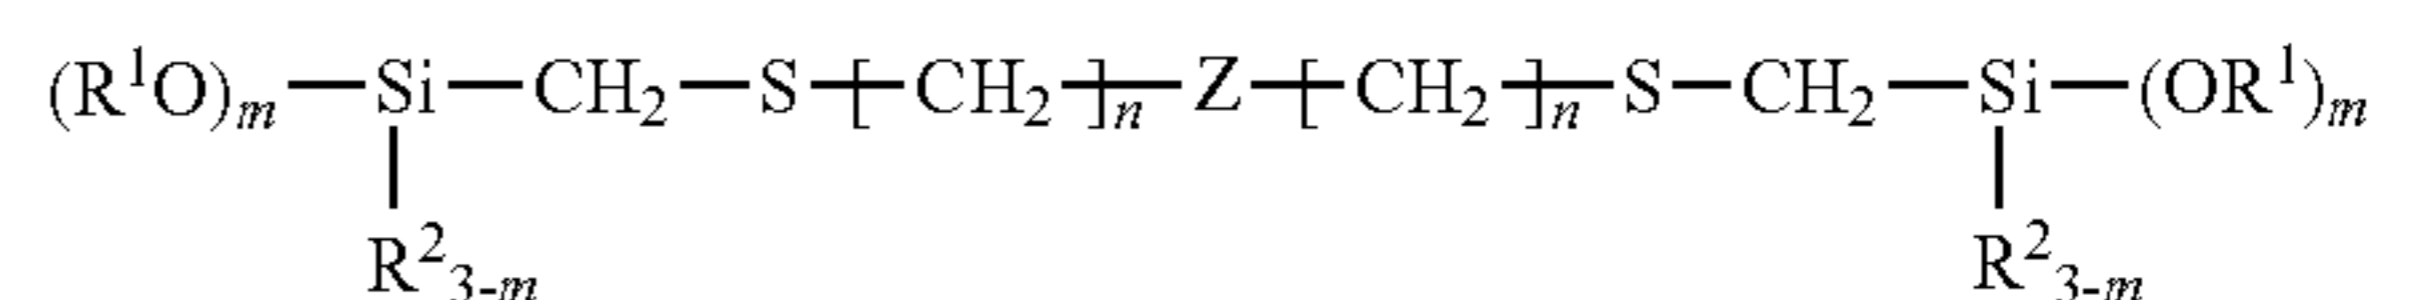 (R¹O)ₘ—Si—CH₂—S—[CH₂]ₙ—Z—[CH₂]ₙ—S—CH₂—Si—(OR¹)ₘ
R²₃₋ₘ R²₃₋ₘ